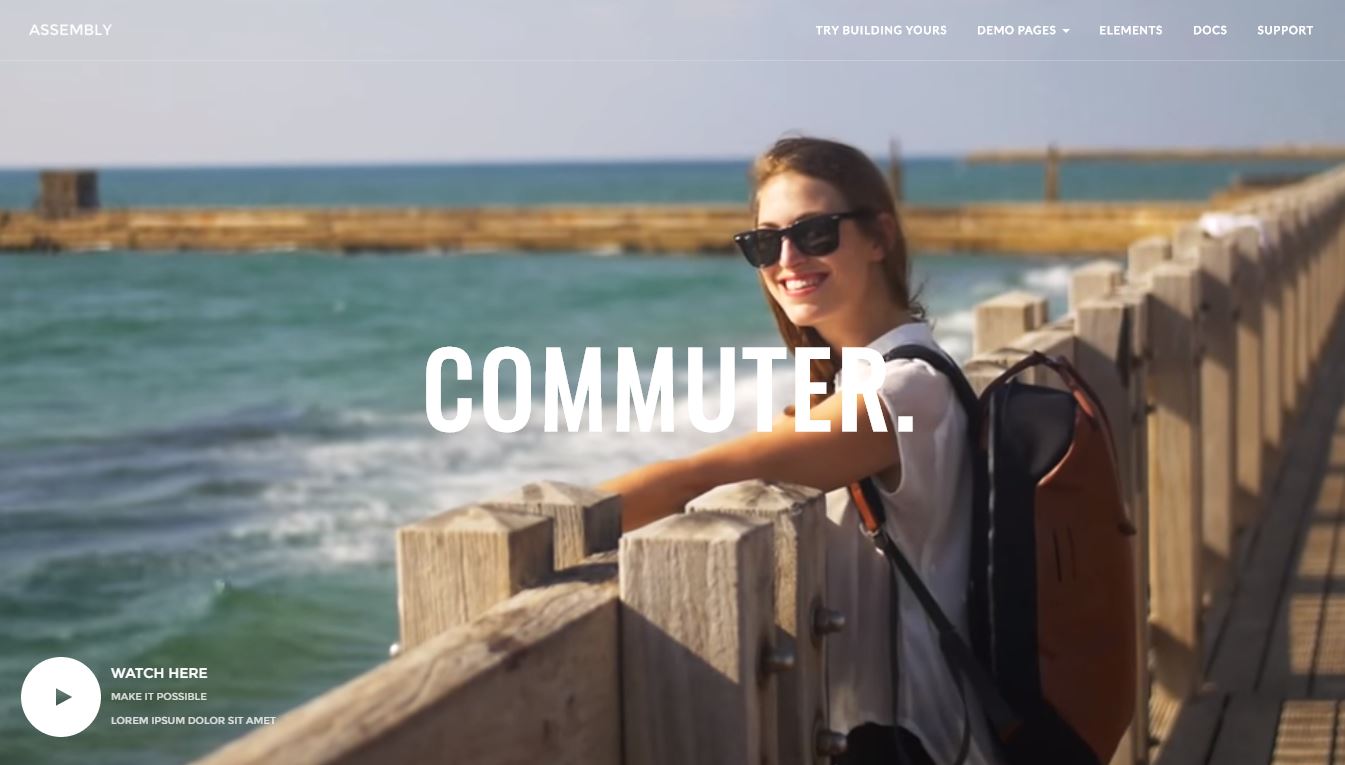 ASSEMBLY
TRY BUILDING YOURS
DEMO PAGES
ELEMENTS
DOCS
SUPPORT
COMMUTER.
WATCH HERE
MAKE IT POSSIBLE
LOREM IPSUM DOLOR SIT AMET